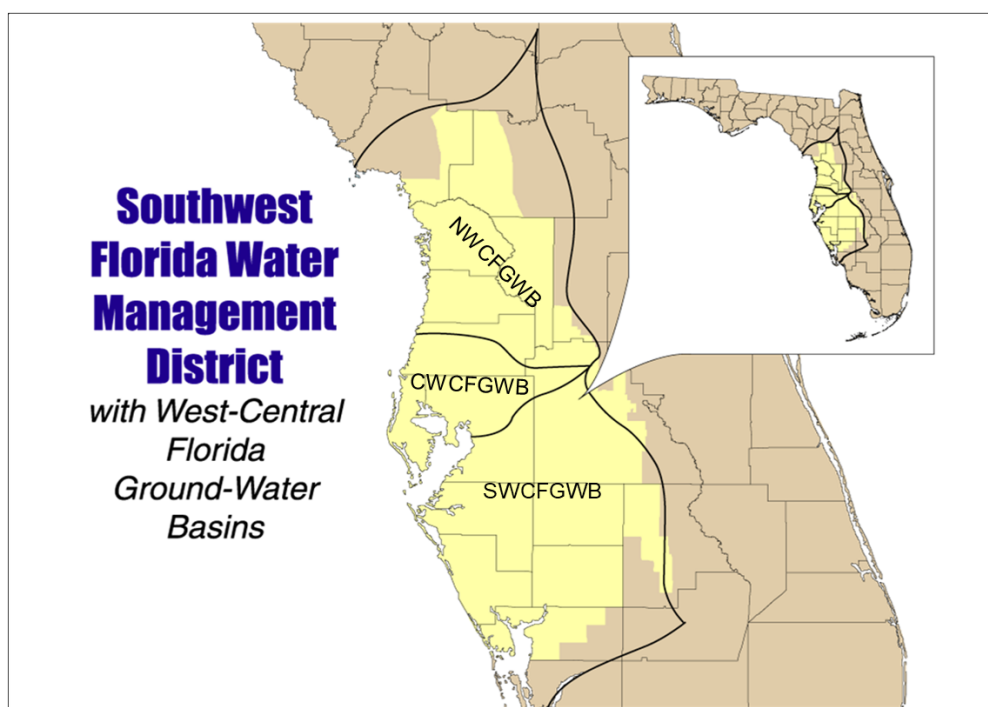 Southwest
Florida Water
Management
District
with West-Central
Florida
Ground-Water
Basins
NWCFGWB
CWCFGWB
SWCFGWB